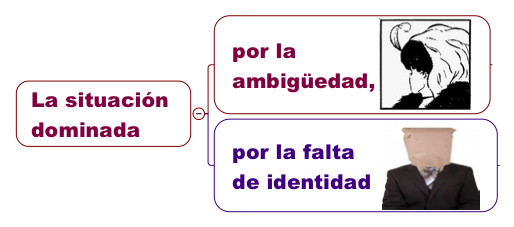 La situación
dominada
por la
ambigüedad,
por la falta
de identidad